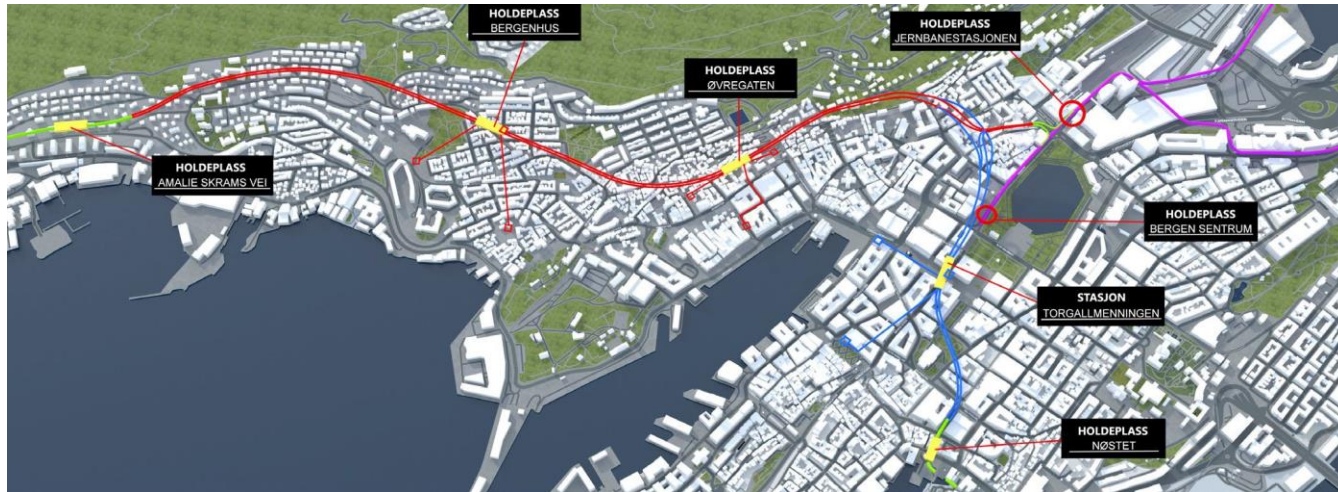 HOLDEPLASS
BERGENHUS
HOLDEPLASS
JERNBANESTASJONEN
HOLDEPLASS
ØVREGATEN
HOLDEPLASS
AMALIE SKRAMS VEI
HOLDEPLASS
BERGEN SENTRUM
STASJON
TORGALLMENNINGEN
HOLDEPLASS
NØSTET